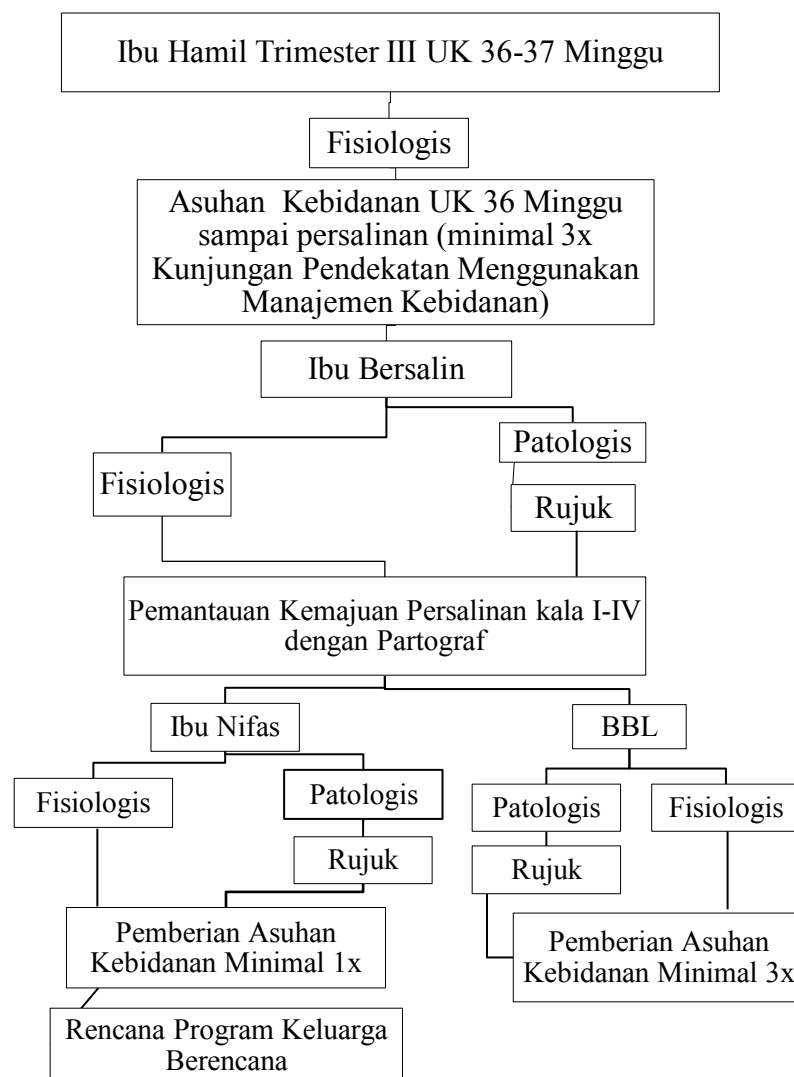 Ibu Hamil Trimester III UK 36-37 Minggu
Fisiologis
Asuhan Kebidanan UK 36 Minggu
sampai persalinan (minimal 3x
Kunjungan Pendekatan Menggunakan
Manajemen Kebidanan)
Ibu Bersalin
Patologis
Fisiologis
Rujuk
Pemantauan Kemajuan Persalinan kala I-IV
dengan Partograf
Ibu Nifas
BBL
Fisiologis
Patologis
Patologis
Fisiologis
Rujuk
Rujuk
Pemberian Asuhan
Kebidanan Minimal 1x
Pemberian Asuhan
Kebidanan Minimal 3x
Rencana Program Keluarga
Berencana